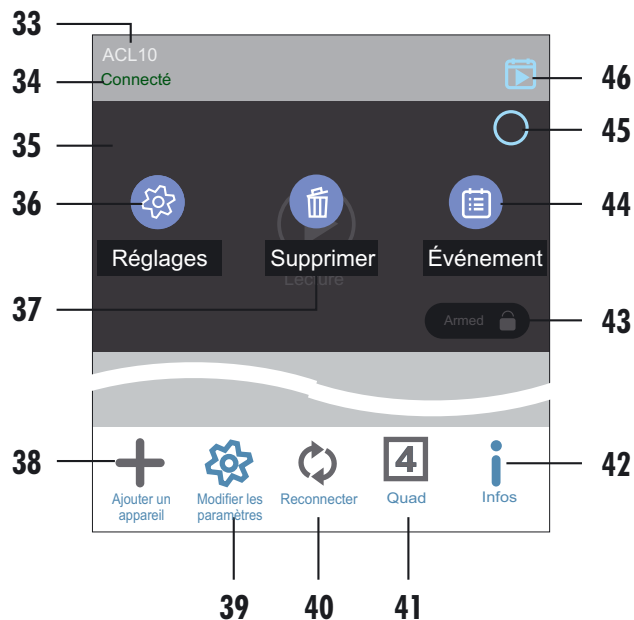 33
ACL10
34
Connecté
46
35
45
36
44
Réglages
Supprimer
Événement
Lecture
37
Armed
43
38
4
42
Ajouter un
appareil
Modifier les
paramètres
Reconnecter
Quad
Infos
39
40
41